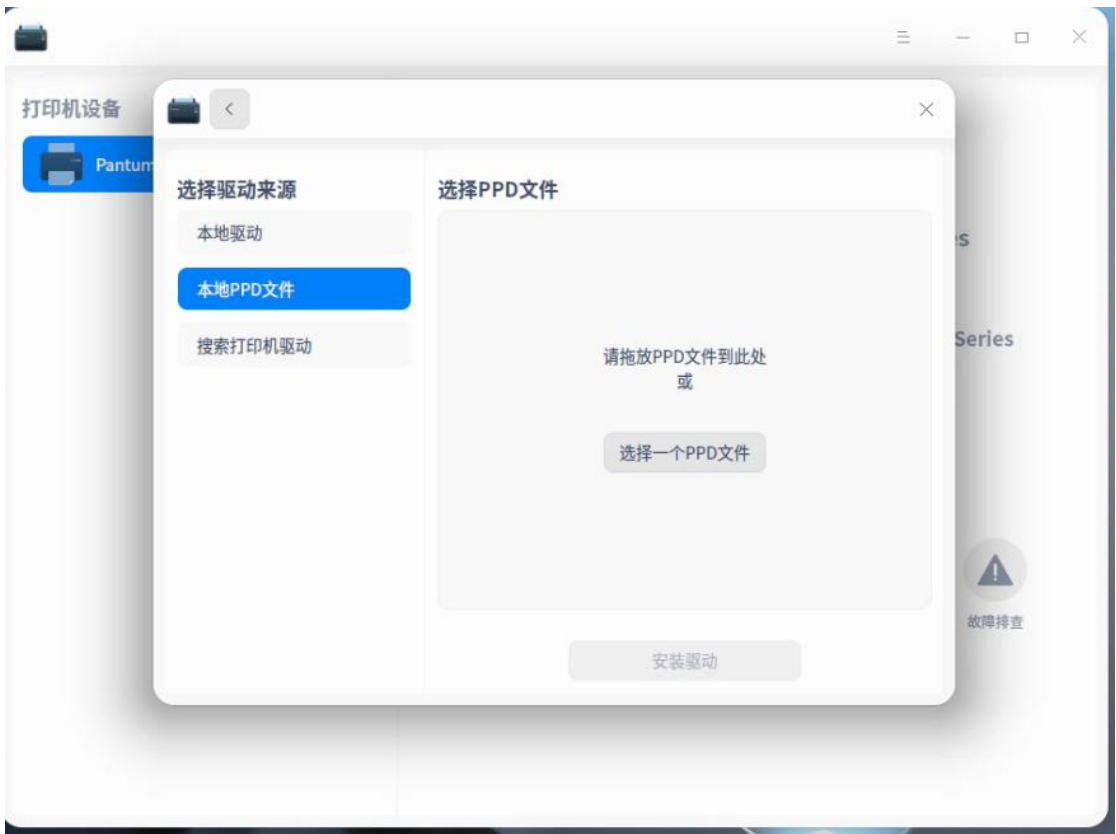 打印机设备
Pantum
选择驱动来源
本地驱动
本地PPD文件
搜索打印机驱动
选择PPD文件
请拖放PPD文件到此处
或
选择一个PPD文件
安装驱动
Series
故障排查